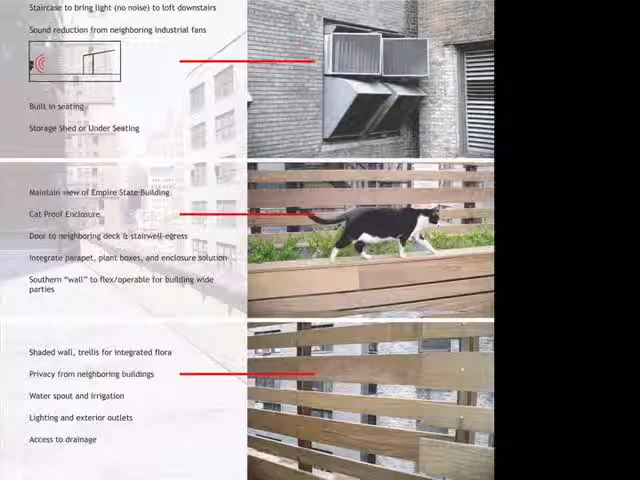 Staircase to bring light (no noise) to loft downstairs
Sound reduction from neighboring industrial fans
Built in seating
Storage Shed or Under Seating
Maintain view of Empire State Building
Cat Proof Enclosure
Door to neighboring deck & stairwell-egress
Integrate parapet, plant boxes, and enclosure solution
Southern “wall” to flex/operable for building wide
parties
Shaded wall, trellis for integrated flora
Privacy from neighboring buildings
Water spout and irrigation
Lighting and exterior outlets
Access to drainage